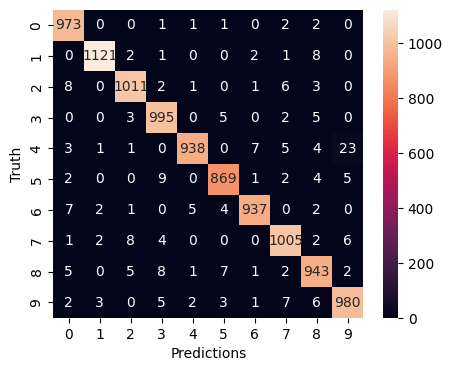 0 973 0 0 1 1 1 0 2 2 0
1 0 1121 2 1 0 0 2 1 8 0
2 8 0 1011 2 1 0 1 6 3 0
3 0 0 3 995 0 5 0 2 5 0
4 3 1 1 0 938 0 7 5 4 23
5 2 0 0 9 0 869 1 2 4 5
6 7 2 1 0 5 4 937 0 2 0
7 1 2 8 4 0 0 0 1005 2 6
8 5 0 5 8 1 7 1 2 943 2
9 2 3 0 5 2 3 1 7 6 980
0 1 2 3 4 5 6 7 8 9
Predictions
Truth
1000
800
600
400
200
0